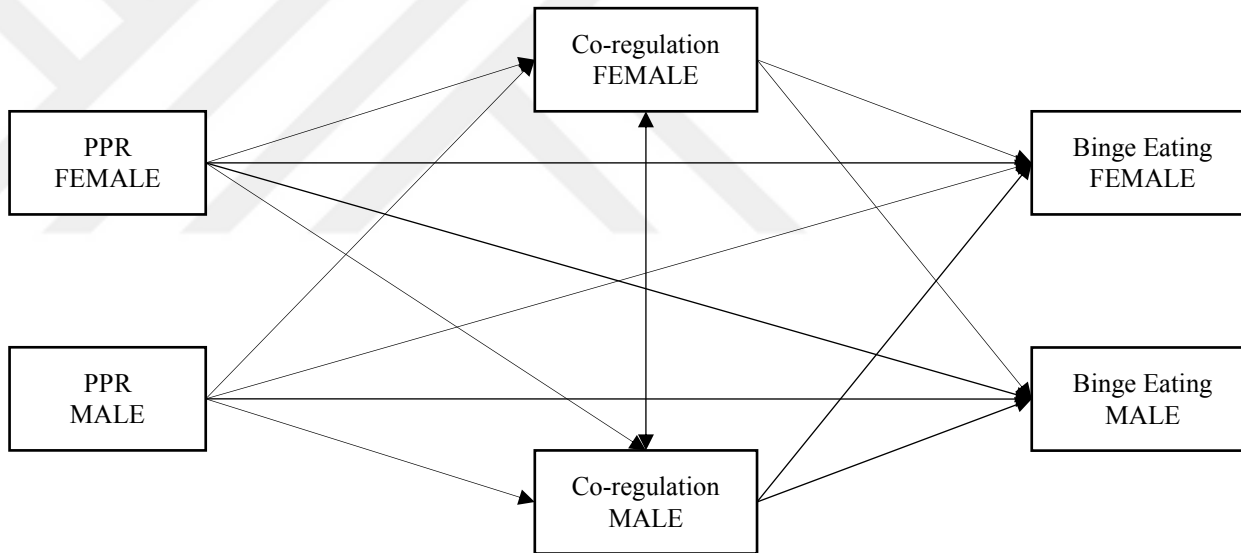 Co-regulation
FEMALE
PPR
FEMALE
Binge Eating
FEMALE
PPR
MALE
Binge Eating
MALE
Co-regulation
MALE